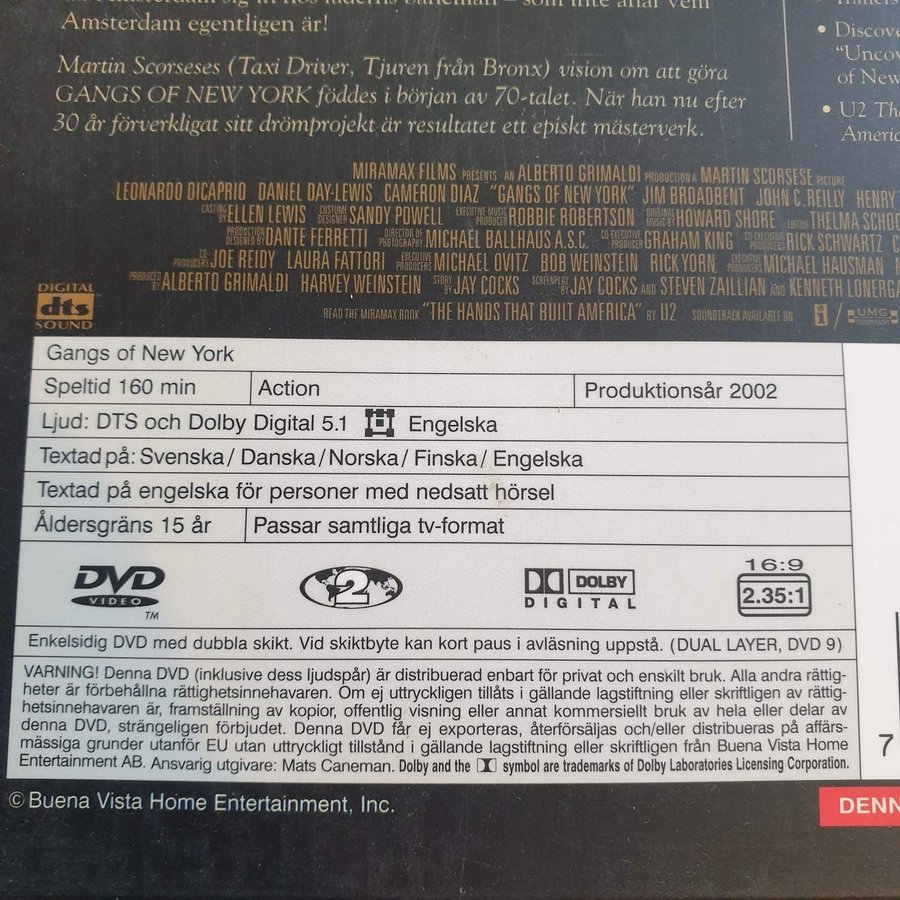 Amsterdam egentligen är!
Martin Scorseses (Taxi Driver, Tjuren från Bronx) vision om att göra
GANGS OF NEW YORK föddes i början av 70-talet. När han nu efter
30 år förverkligat sitt drömprojekt är resultatet ett episkt mästerverk.
• Discove
"Uncov
of New
• U2 The
Americ
MIRAMAX FILMS PRESENTS AN ALBERTO GRIMALDI PRODUCTION A MARTIN SCORSESE PICTURE
LEONARDO DICAPRIO DANIEL DAY-LEWIS CAMERON DIAZ "GANGS OF NEW YORK" JIM BROADBENT JOHN C. REILLY HENRY
CASTING BY ELLEN LEWIS COSTUME DESIGNER SANDY POWELL EXECUTIVE MUSIC PRODUCER ROBBIE ROBERTSON ORIGINAL MUSIC BY HOWARD SHORE EDITOR THELMA SCHOO
PRODUCTION DESIGNED BY DANTE FERRETTI DIRECTOR OF PHOTOGRAPHY MICHAEL BALLHAUS A.S.C. CO-EXECUTIVE PRODUCER GRAHAM KING CO-EXECUTIVE PRODUCERS RICK SCHWARTZ C
CO-PRODUCERS JOE REIDY LAURA FATTORI EXECUTIVE PRODUCERS MICHAEL OVITZ BOB WEINSTEIN RICK YORN EXECUTIVE PRODUCERS MICHAEL HAUSMAN M
PRODUCED BY ALBERTO GRIMALDI HARVEY WEINSTEIN STORY BY JAY COCKS SCREENPLAY BY JAY COCKS AND STEVEN ZAILLIAN AND KENNETH LONERGA
READ THE MIRAMAX BOOK "THE HANDS THAT BUILT AMERICA" BY U2 SOUNDTRACK AVAILABLE ON UMG
DIGITAL
dts
SOUND
Gangs of New York
Speltid 160 min Action Produktionsår 2002
Ljud: DTS och Dolby Digital 5.1 Engelska
Textad på: Svenska/Danska/Norska/Finska/Engelska
Textad på engelska för personer med nedsatt hörsel
Åldersgräns 15 år Passar samtliga tv-format
DVD
VIDEO
TM
2
DOLBY
DIGITAL
16:9
2.35:1
Enkelsidig DVD med dubbla skikt. Vid skiktbyte kan kort paus i avläsning uppstå. (DUAL LAYER, DVD 9)
VARNING! Denna DVD (inklusive dess ljudspår) är distribuerad enbart för privat och enskilt bruk. Alla andra rättig-
heter är förbehållna rättighetsinnehavaren. Om ej uttryckligen tillåts i gällande lagstiftning eller skriftligen av rättig-
hetsinnehavaren är, framställning av kopior, offentlig visning eller annat kommersiellt bruk av hela eller delar av
denna DVD, strängeligen förbjudet. Denna DVD får ej exporteras, återförsäljas och/eller distribueras på affärs-
mässiga grunder utanför EU utan uttryckligt tillstånd i gällande lagstiftning eller skriftligen från Buena Vista Home
Entertainment AB. Ansvarig utgivare: Mats Caneman. Dolby and the symbol are trademarks of Dolby Laboratories Licensing Corporation.
7
© Buena Vista Home Entertainment, Inc.
DENN